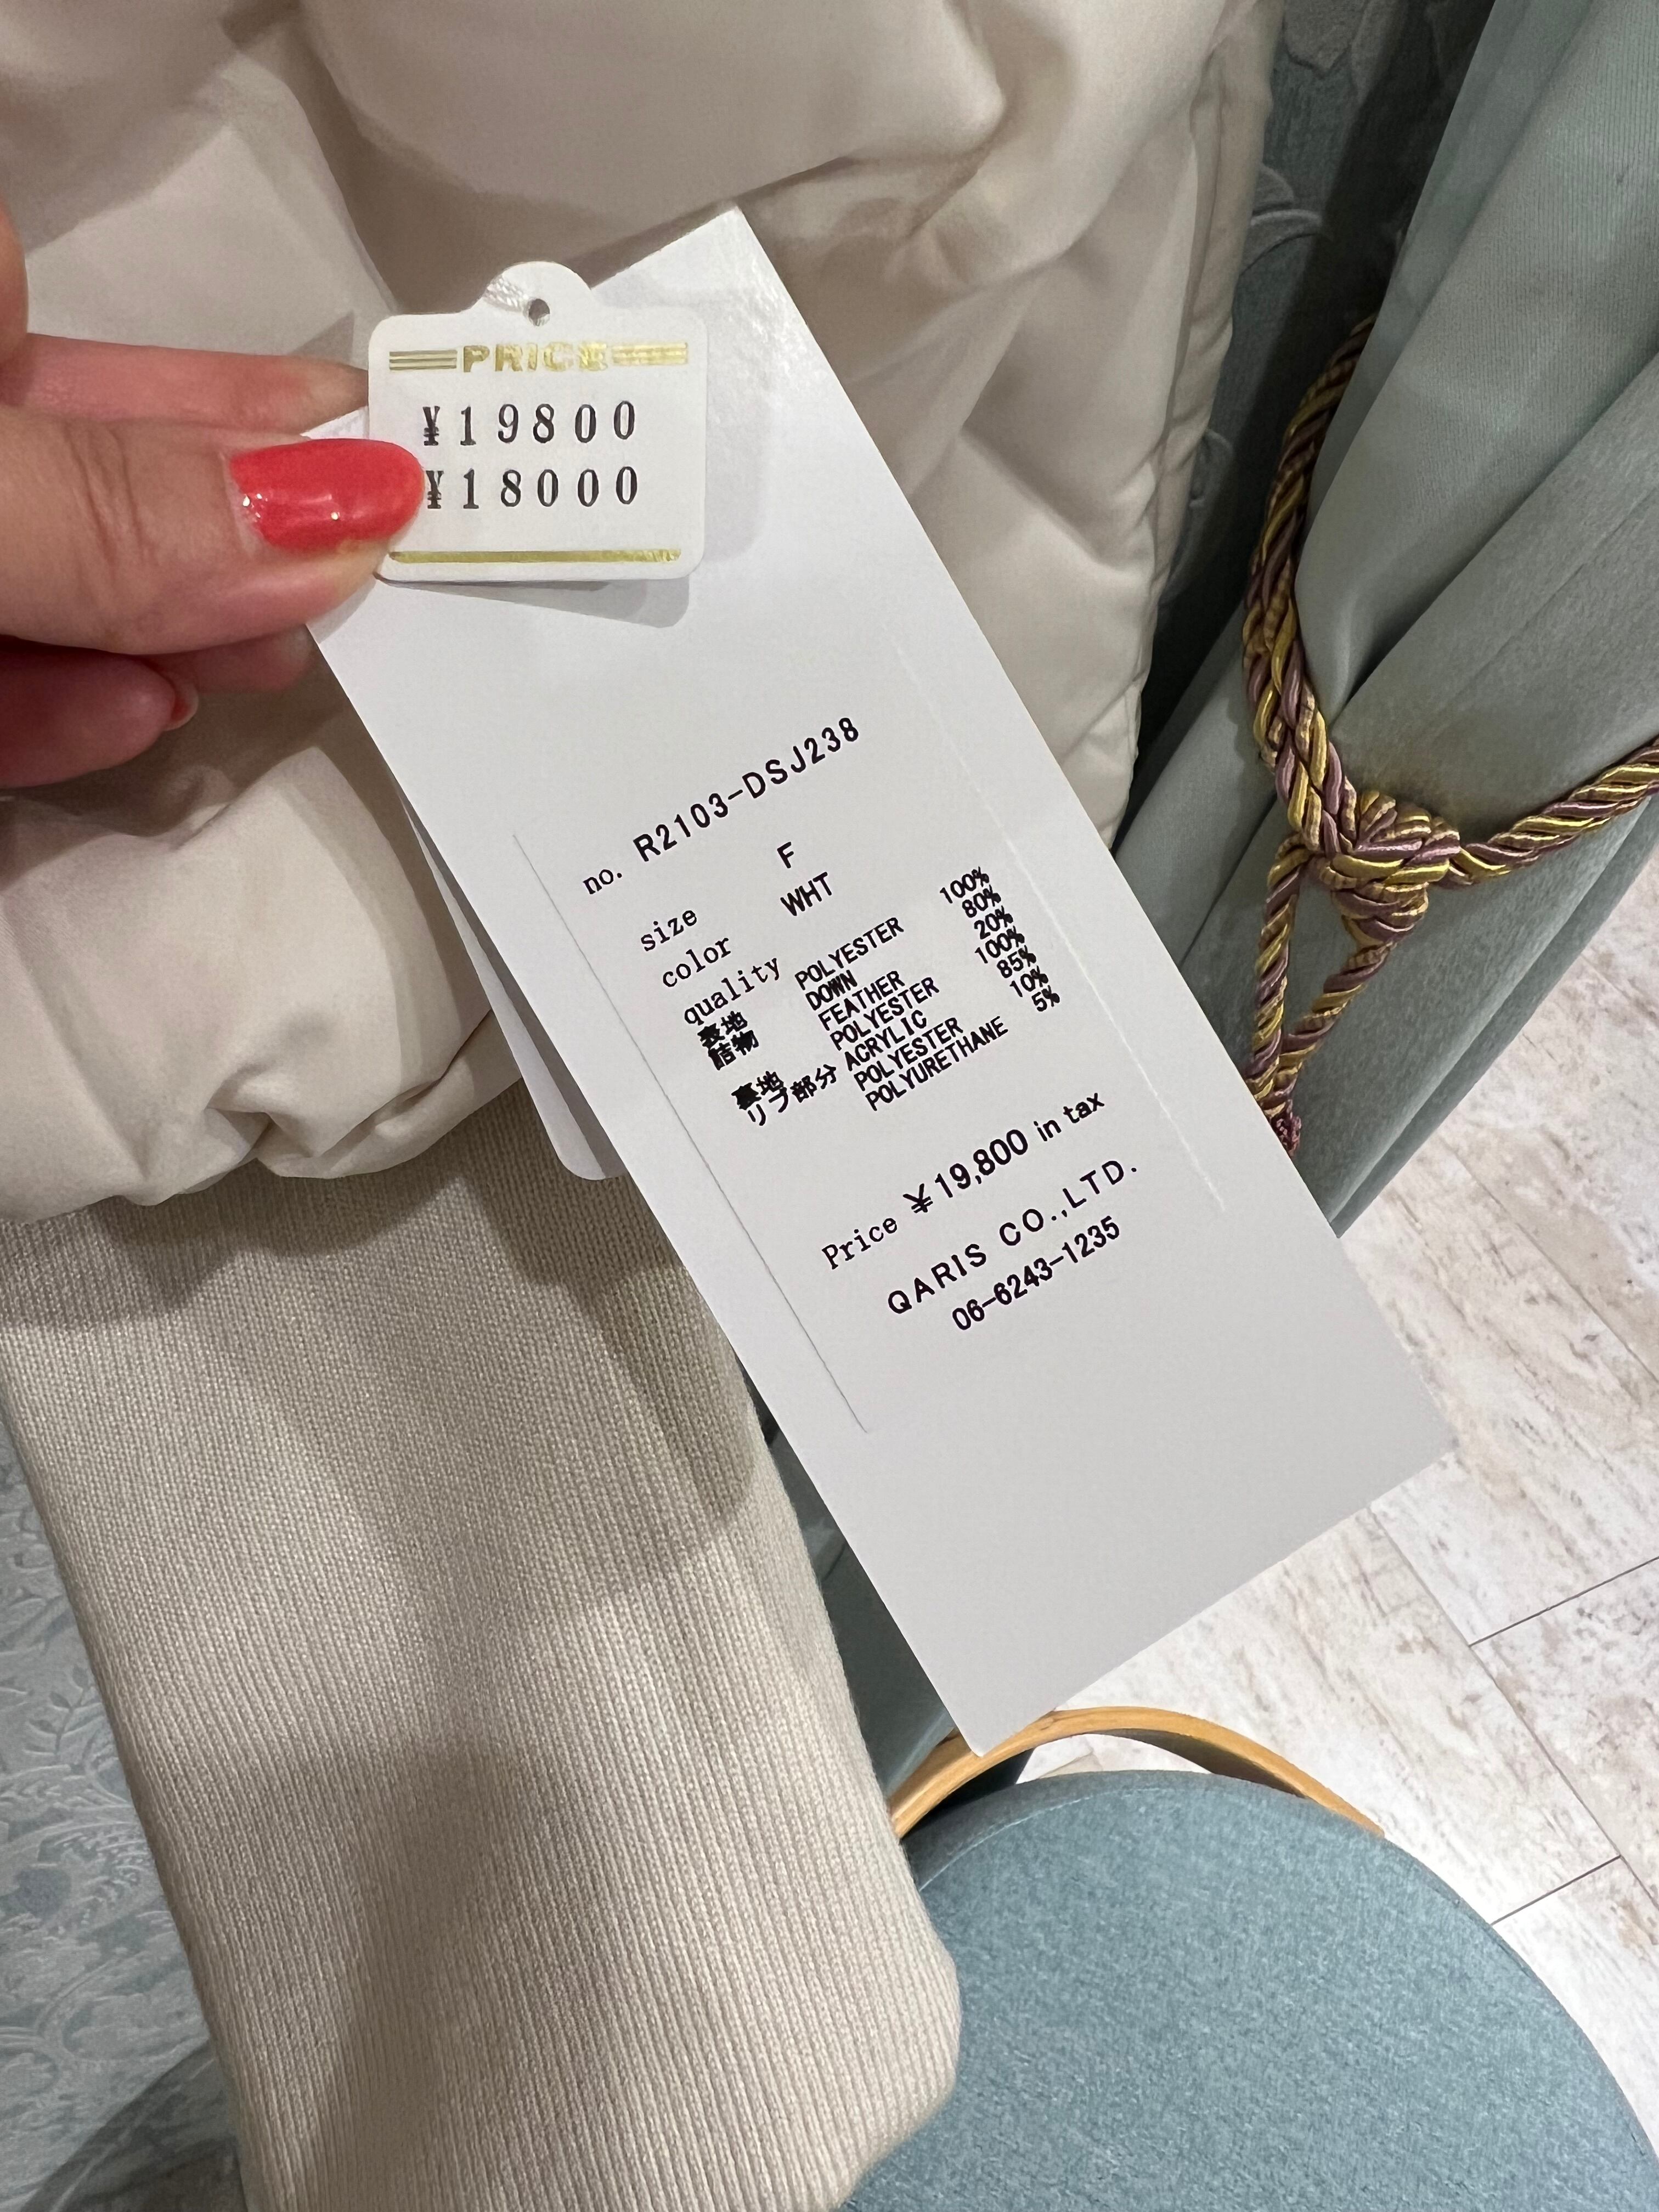 PRICE
¥19800
¥18000
no. R2103-DSJ238
size F
color WHT
quality
表地 POLYESTER 100%
詰物 DOWN 80%
FEATHER 20%
裏地 POLYESTER 100%
リブ部分 ACRYLIC 85%
POLYESTER 10%
POLYURETHANE 5%
Price ¥19,800 in tax
QARIS CO.,LTD.
06-6243-1235